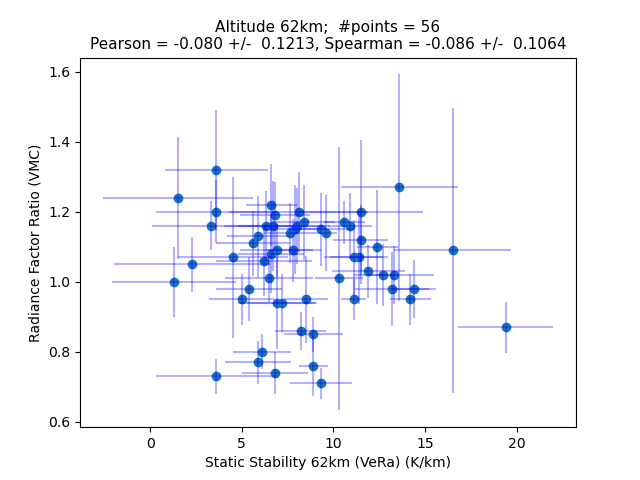 Altitude 62km;  #points = 56
Pearson = -0.080 +/-  0.1213, Spearman = -0.086 +/-  0.1064
1.6
1.4
1.2
1.0
0.8
0.6
Radiance Factor Ratio (VMC)
0
5
10
15
20
Static Stability 62km (VeRa) (K/km)